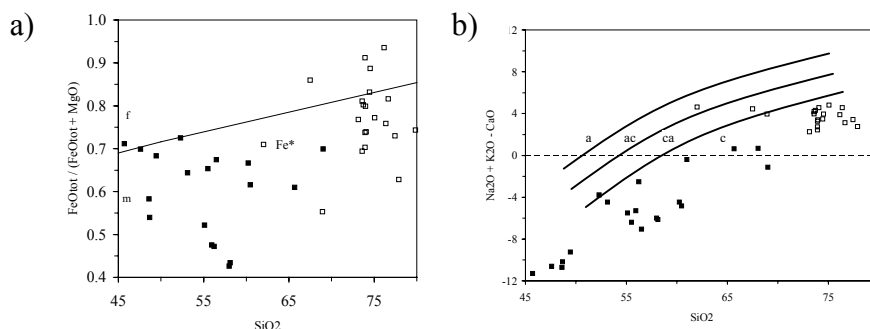 a)
1.0
0.9
0.8
0.7
0.6
0.5
0.4
FeOtot / (FeOtot + MgO)
f
m
Fe*
45
55
65
75
SiO2
b)
12
8
4
0
-4
-8
-12
Na2O + K2O - CaO
a
ac
ca
c
45
55
65
75
SiO2